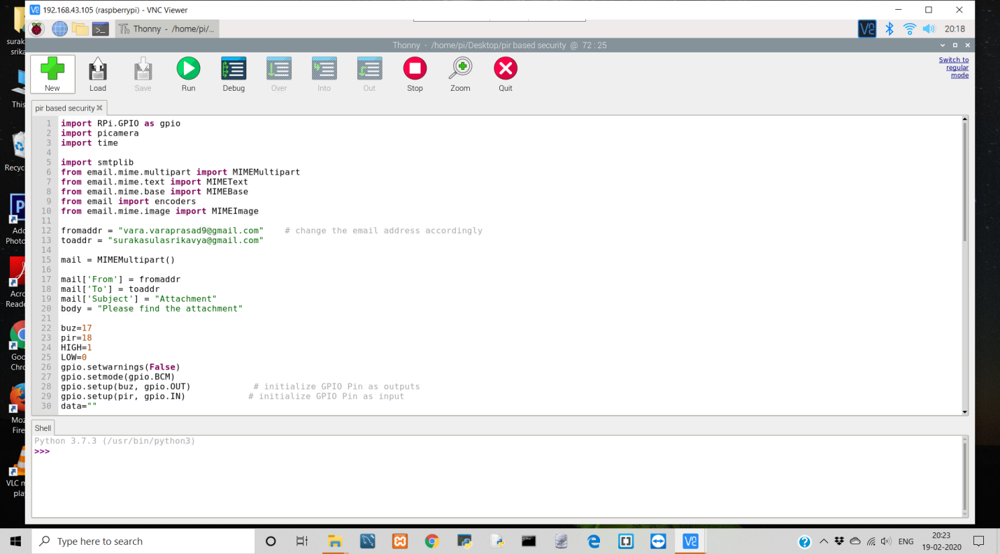 192.168.43.105 (raspberrypi) - VNC Viewer
Thonny - /home/pi/...
20:18
Thonny - /home/pi/Desktop/pir based security @ 72 : 25
New
Load
Save
Run
Debug
Over
Into
Out
Stop
Zoom
Quit
Switch to
regular
mode
pir based security
1 import RPi.GPIO as gpio
2 import picamera
3 import time
4
5 import smtplib
6 from email.mime.multipart import MIMEMultipart
7 from email.mime.text import MIMEText
8 from email.mime.base import MIMEBase
9 from email import encoders
10 from email.mime.image import MIMEImage
11
12 fromaddr = "vara.varaprasad9@gmail.com"    # change the email address accordingly
13 toaddr = "surakasulasrikavya@gmail.com"
14
15 mail = MIMEMultipart()
16
17 mail['From'] = fromaddr
18 mail['To'] = toaddr
19 mail['Subject'] = "Attachment"
20 body = "Please find the attachment"
21
22 buz=17
23 pir=18
24 HIGH=1
25 LOW=0
26 gpio.setwarnings(False)
27 gpio.setmode(gpio.BCM)
28 gpio.setup(buz, gpio.OUT)            # initialize GPIO Pin as outputs
29 gpio.setup(pir, gpio.IN)            # initialize GPIO Pin as input
30 data=""
Shell
Python 3.7.3 (/usr/bin/python3)
>>>
surak
srika
This
Recyc
Ado
Photo
Acro
Reade
Goo
Chro
Moz
Fire
VLC m
pla
Type here to search
ENG
20:23
19-02-2020